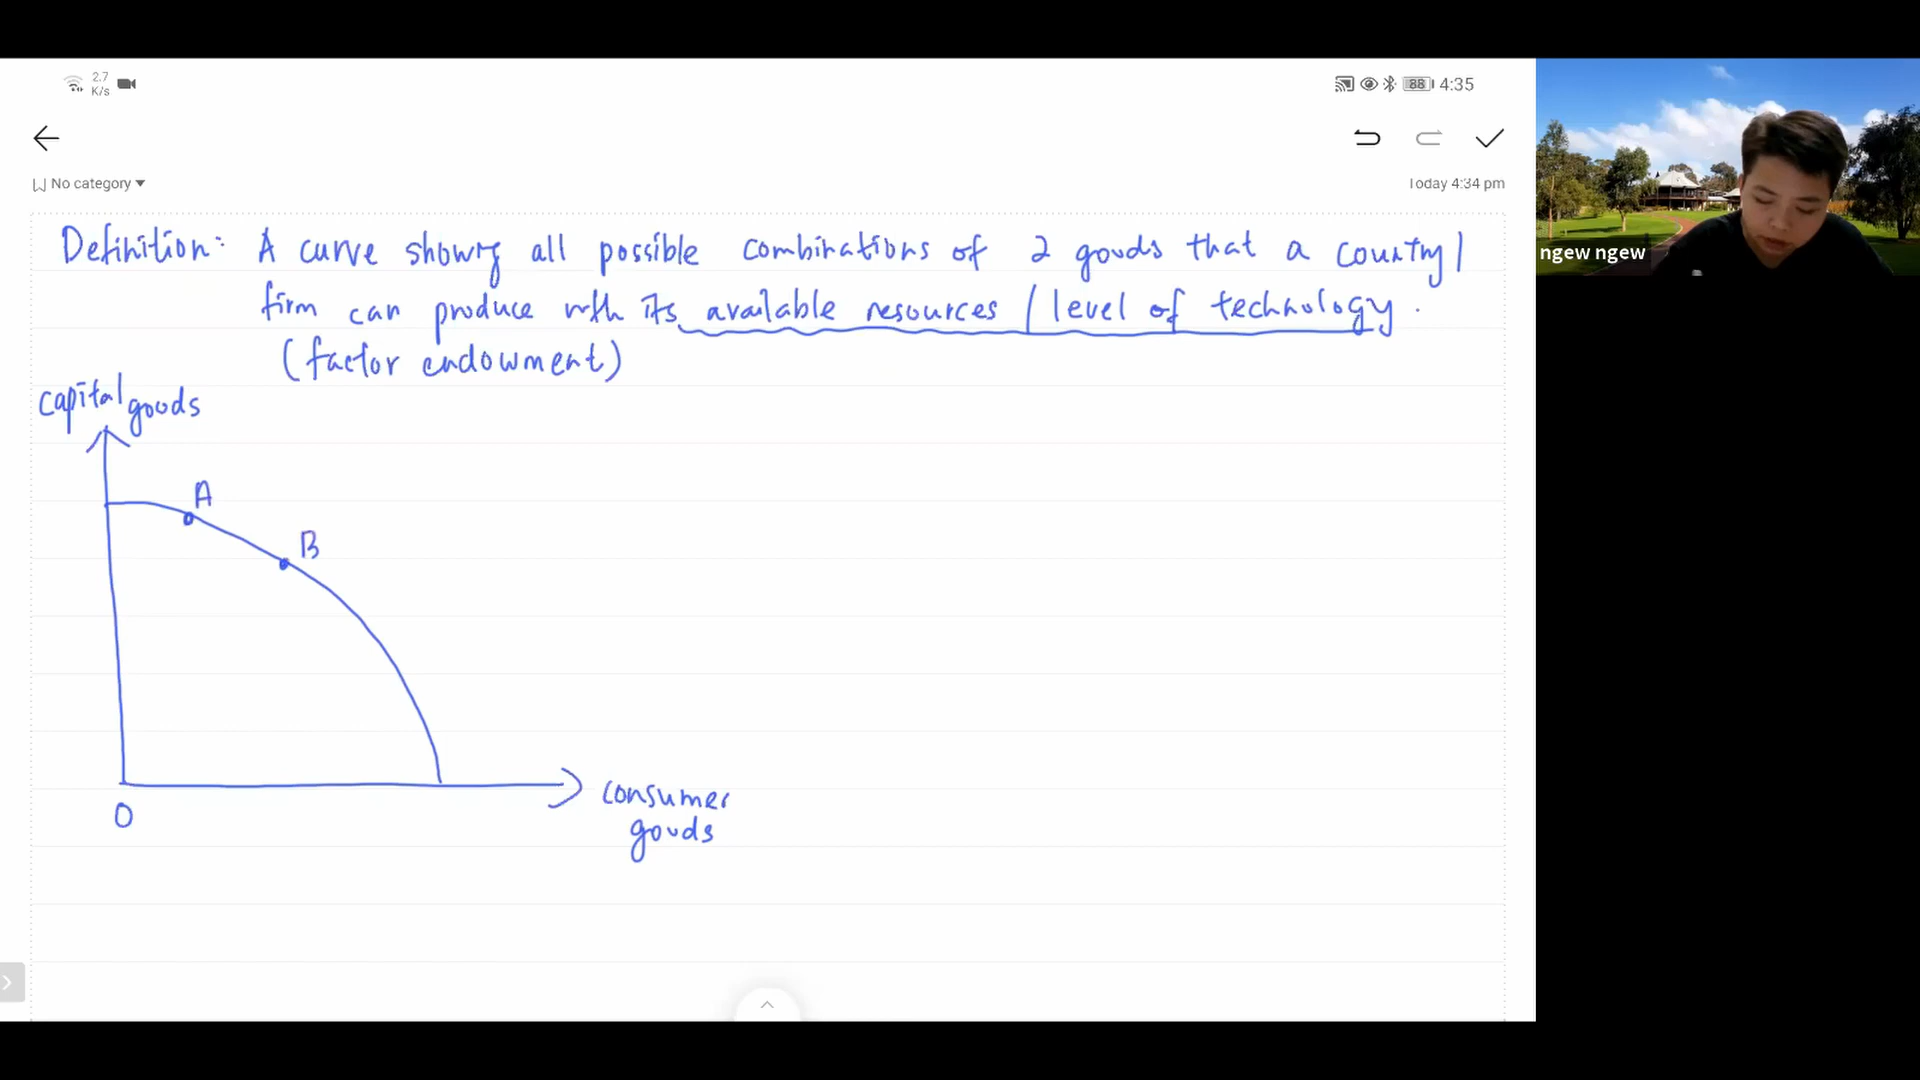 2.7
K/s
88 4:35
No category
Today 4:34 pm
Definition: A curve showing all possible combinations of 2 goods that a country /
firm can produce with its available resources / level of technology.
(factor endowment)
capital goods
A
B
O
consumer
goods
ngew ngew